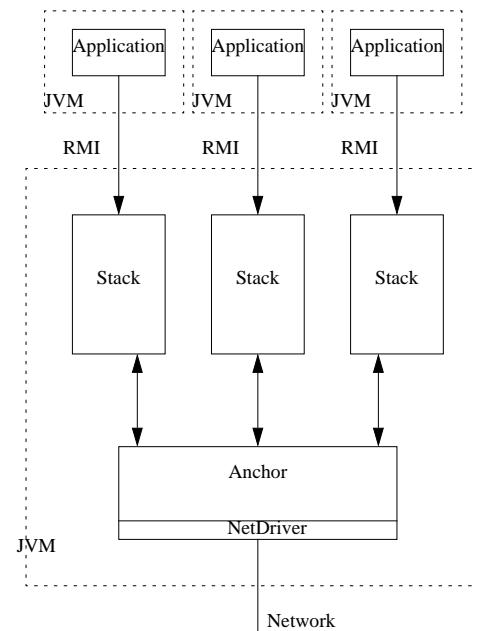 Application Application Application
JVM JVM JVM
RMI RMI RMI
Stack Stack Stack
Anchor
NetDriver
JVM
Network